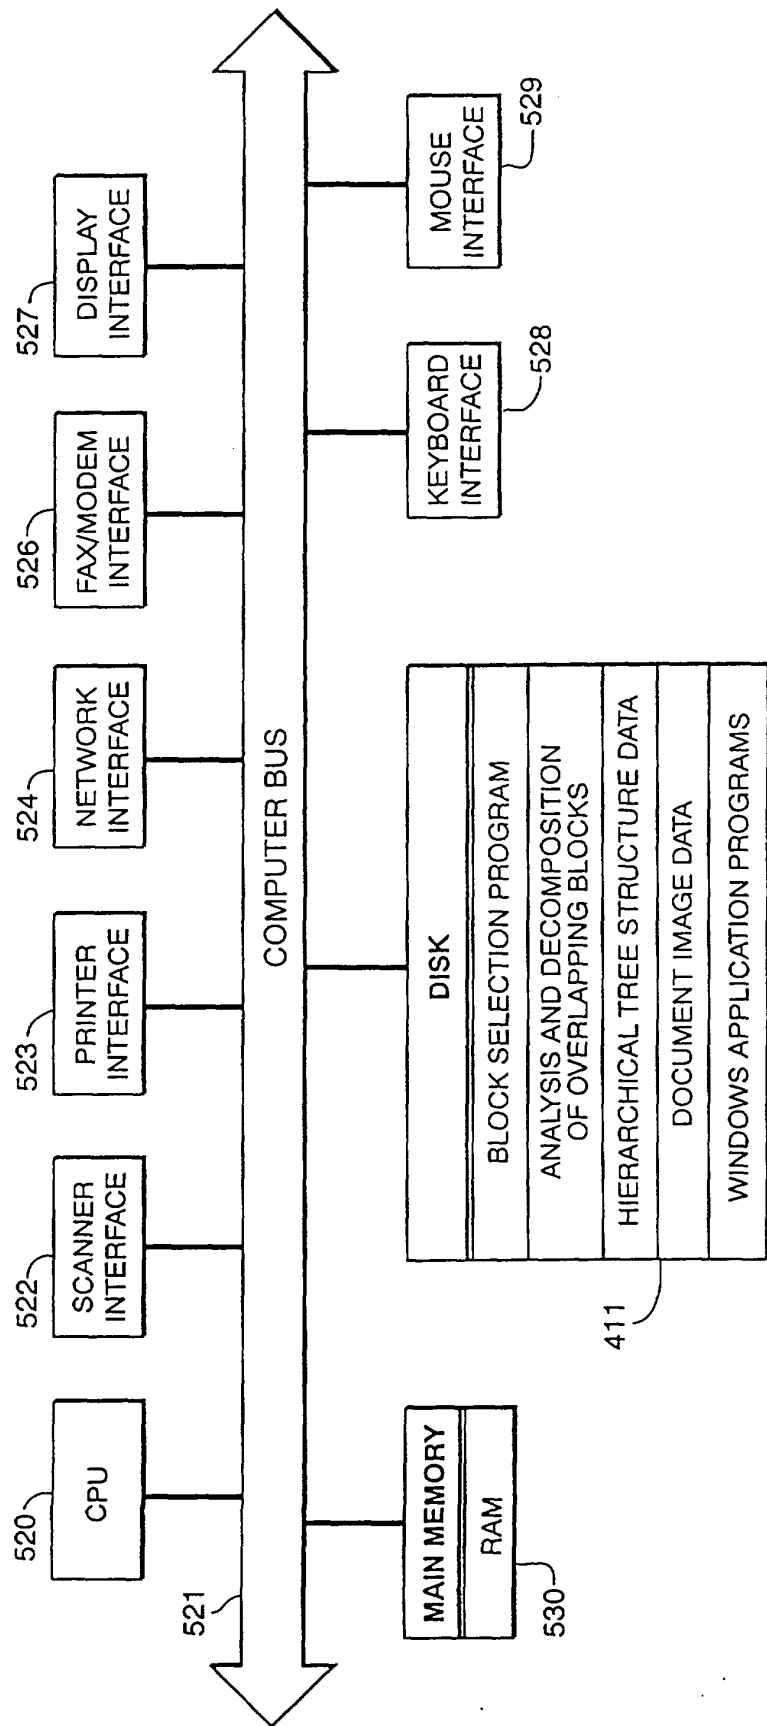 520
CPU
522
SCANNER
INTERFACE
523
PRINTER
INTERFACE
524
NETWORK
INTERFACE
526
FAX/MODEM
INTERFACE
527
DISPLAY
INTERFACE
521
COMPUTER BUS
MAIN MEMORY
RAM
530
DISK
BLOCK SELECTION PROGRAM
ANALYSIS AND DECOMPOSITION
OF OVERLAPPING BLOCKS
HIERARCHICAL TREE STRUCTURE DATA
DOCUMENT IMAGE DATA
WINDOWS APPLICATION PROGRAMS
411
KEYBOARD
INTERFACE
528
MOUSE
INTERFACE
529